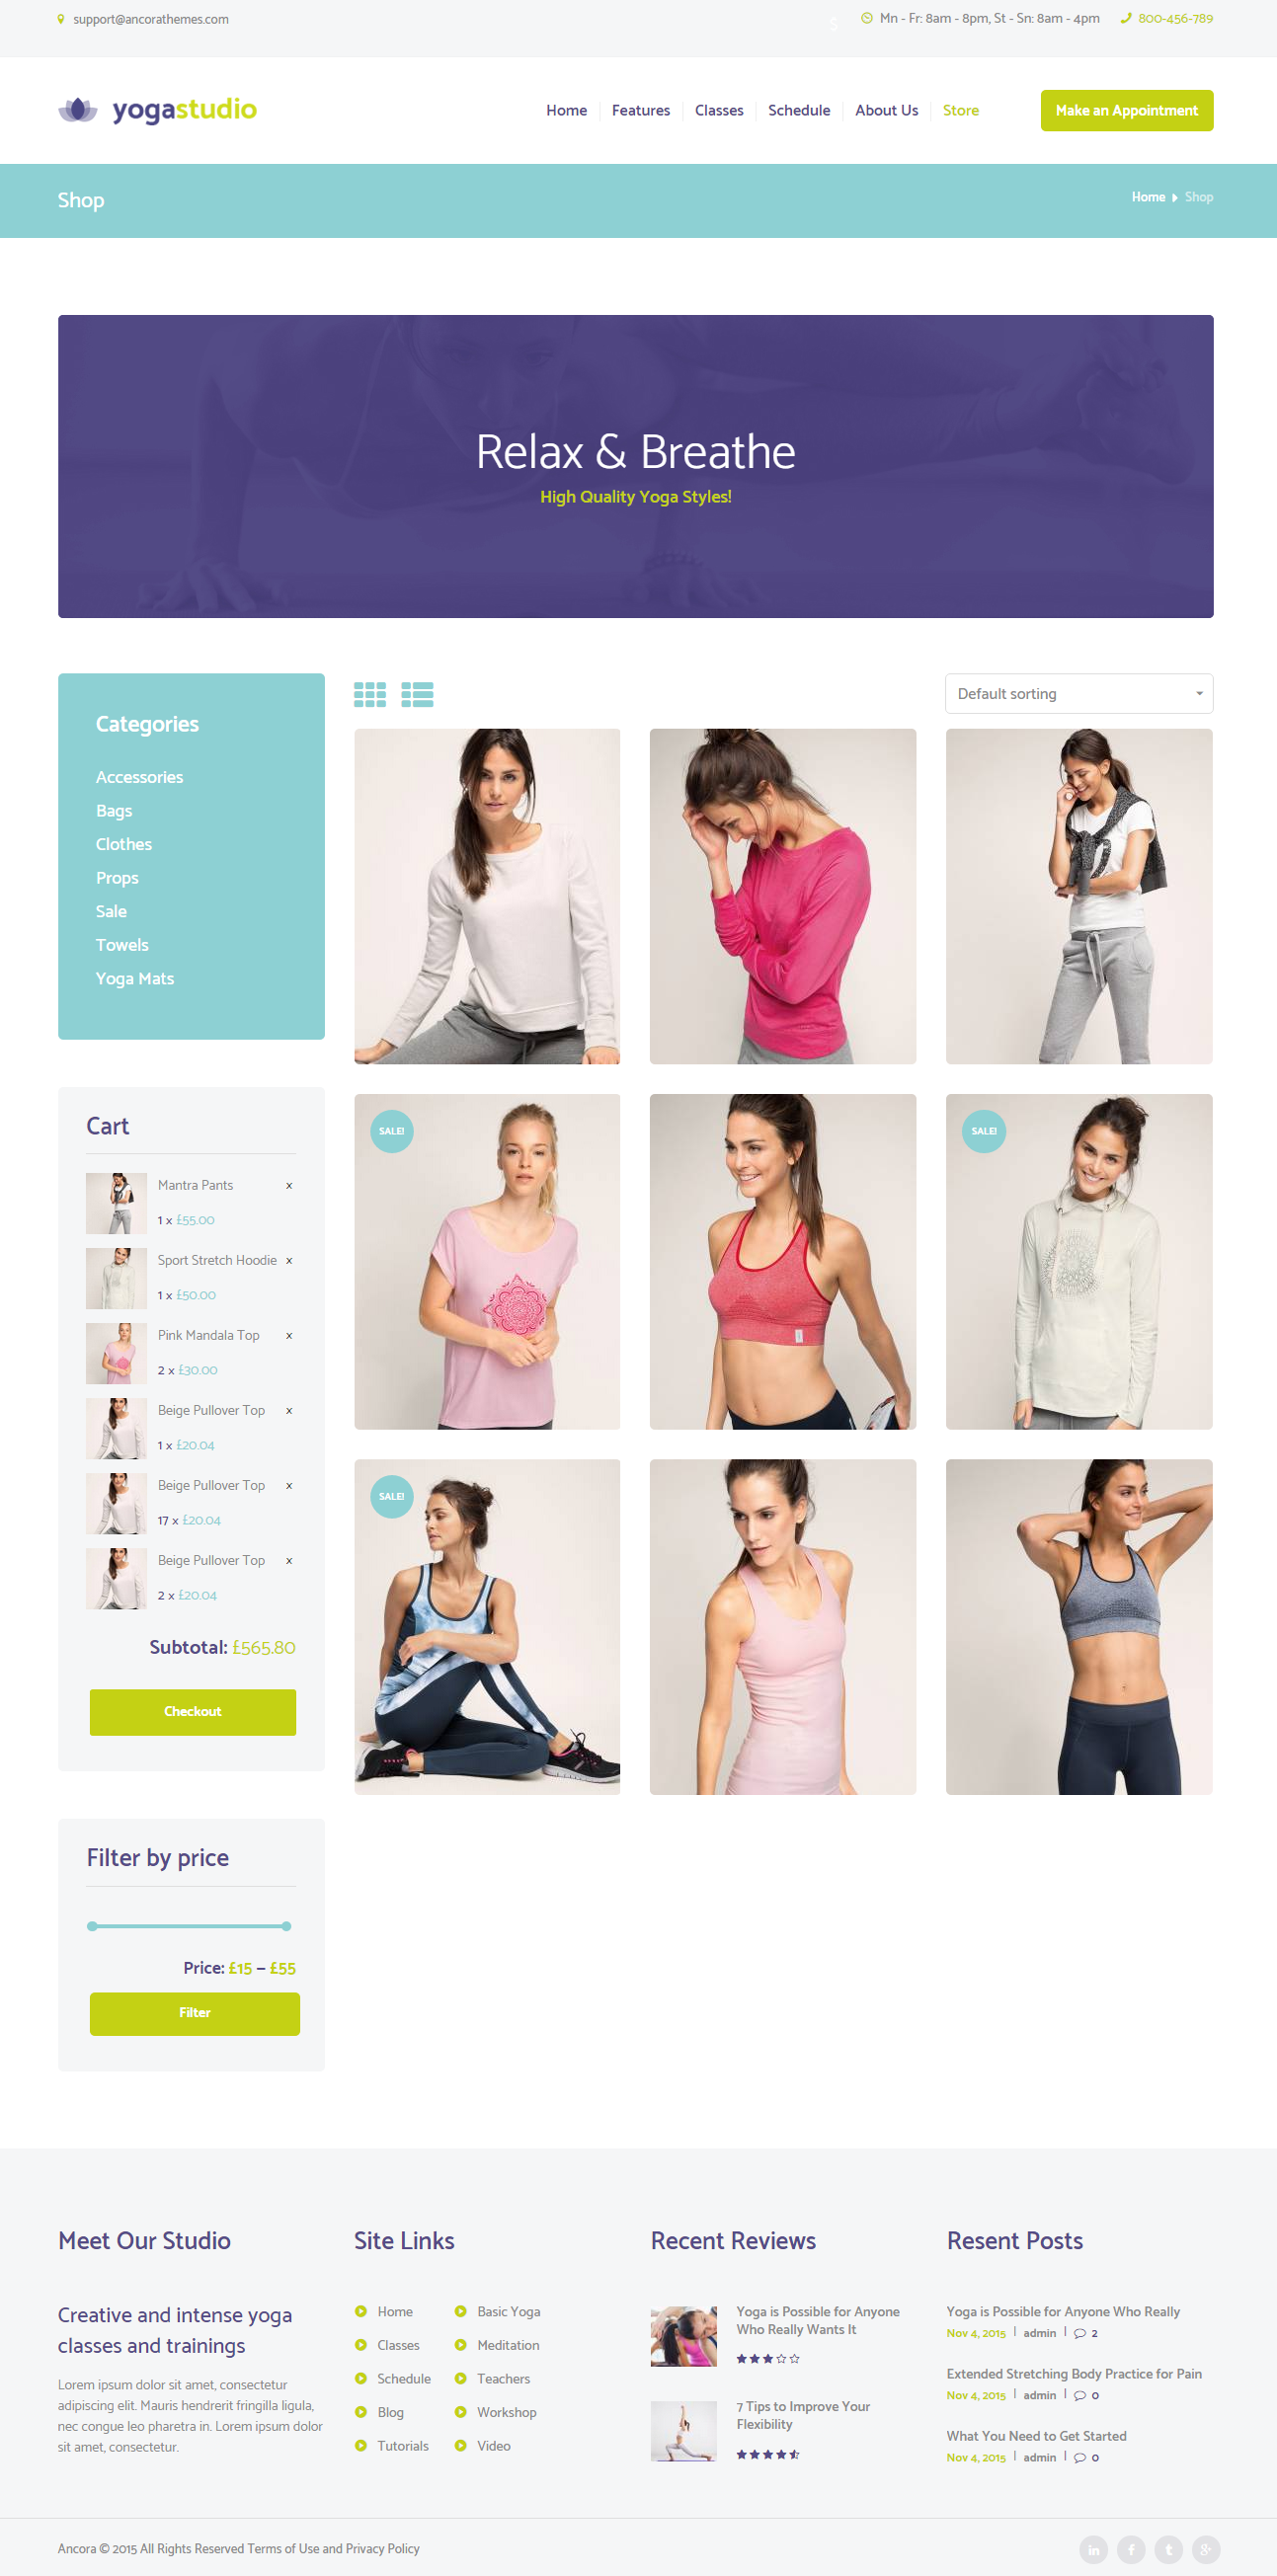 support@ancorathemes.com
$
Mn - Fr: 8am - 8pm, St - Sn: 8am - 4pm
800-456-789
yogastudio
Home
Features
Classes
Schedule
About Us
Store
Make an Appointment
Shop
Home
Shop
Relax & Breathe
High Quality Yoga Styles!
Categories
Accessories
Bags
Clothes
Props
Sale
Towels
Yoga Mats
Default sorting
SALE!
SALE!
SALE!
Cart
Mantra Pants x
1 x £55.00
Sport Stretch Hoodie x
1 x £50.00
Pink Mandala Top x
2 x £30.00
Beige Pullover Top x
1 x £20.04
Beige Pullover Top x
17 x £20.04
Beige Pullover Top x
2 x £20.04
Subtotal: £565.80
Checkout
Filter by price
Price: £15 — £55
Filter
Meet Our Studio
Creative and intense yoga
classes and trainings
Lorem ipsum dolor sit amet, consectetur
adipiscing elit. Mauris hendrerit fringilla ligula,
nec congue leo pharetra in. Lorem ipsum dolor
sit amet, consectetur.
Site Links
Home
Classes
Schedule
Blog
Tutorials
Basic Yoga
Meditation
Teachers
Workshop
Video
Recent Reviews
Yoga is Possible for Anyone
Who Really Wants It
7 Tips to Improve Your
Flexibility
Resent Posts
Yoga is Possible for Anyone Who Really
Nov 4, 2015 | admin | 2
Extended Stretching Body Practice for Pain
Nov 4, 2015 | admin | 0
What You Need to Get Started
Nov 4, 2015 | admin | 0
Ancora © 2015 All Rights Reserved Terms of Use and Privacy Policy